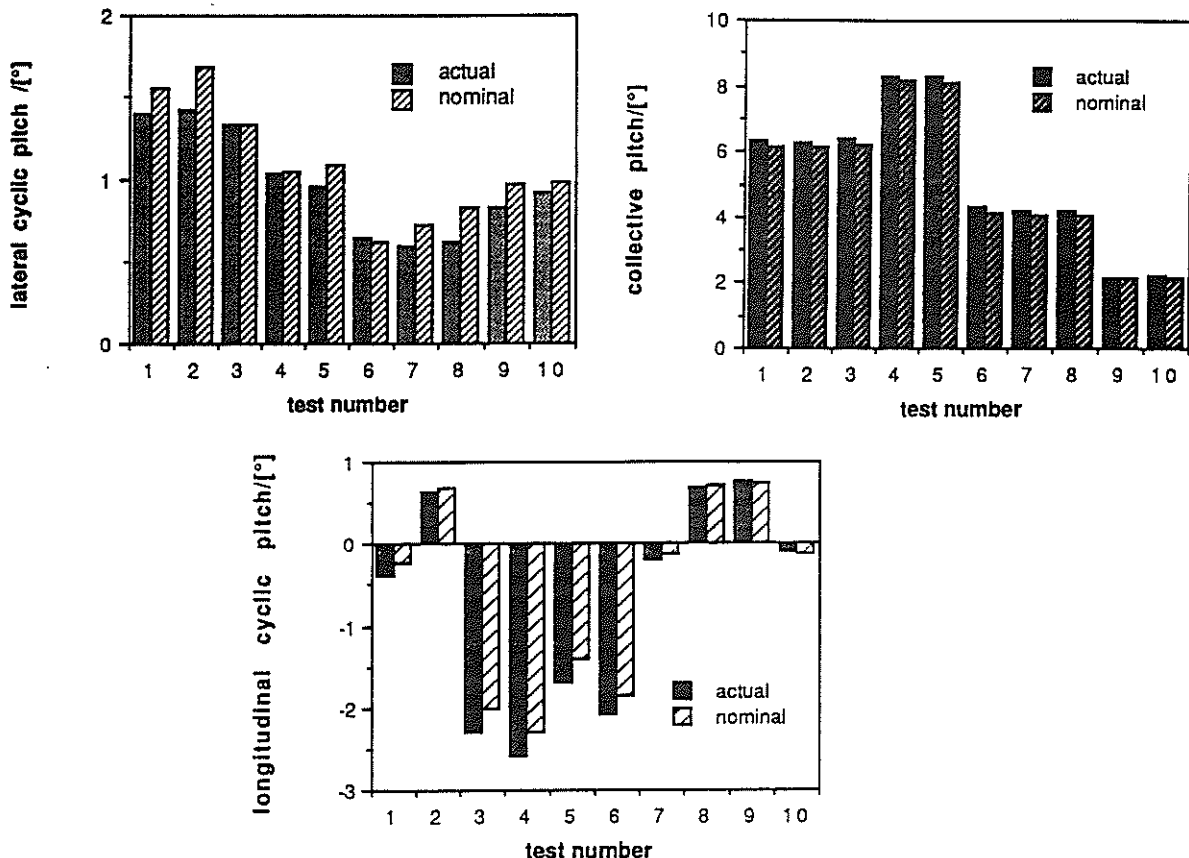 lateral cyclic pitch /[°]
2
1
0
actual
nominal
1 2 3 4 5 6 7 8 9 10
test number
collective pitch/[°]
10
8
6
4
2
0
actual
nominal
1 2 3 4 5 6 7 8 9 10
test number
longitudinal cyclic pitch/[°]
1
0
-1
-2
-3
actual
nominal
1 2 3 4 5 6 7 8 9 10
test number